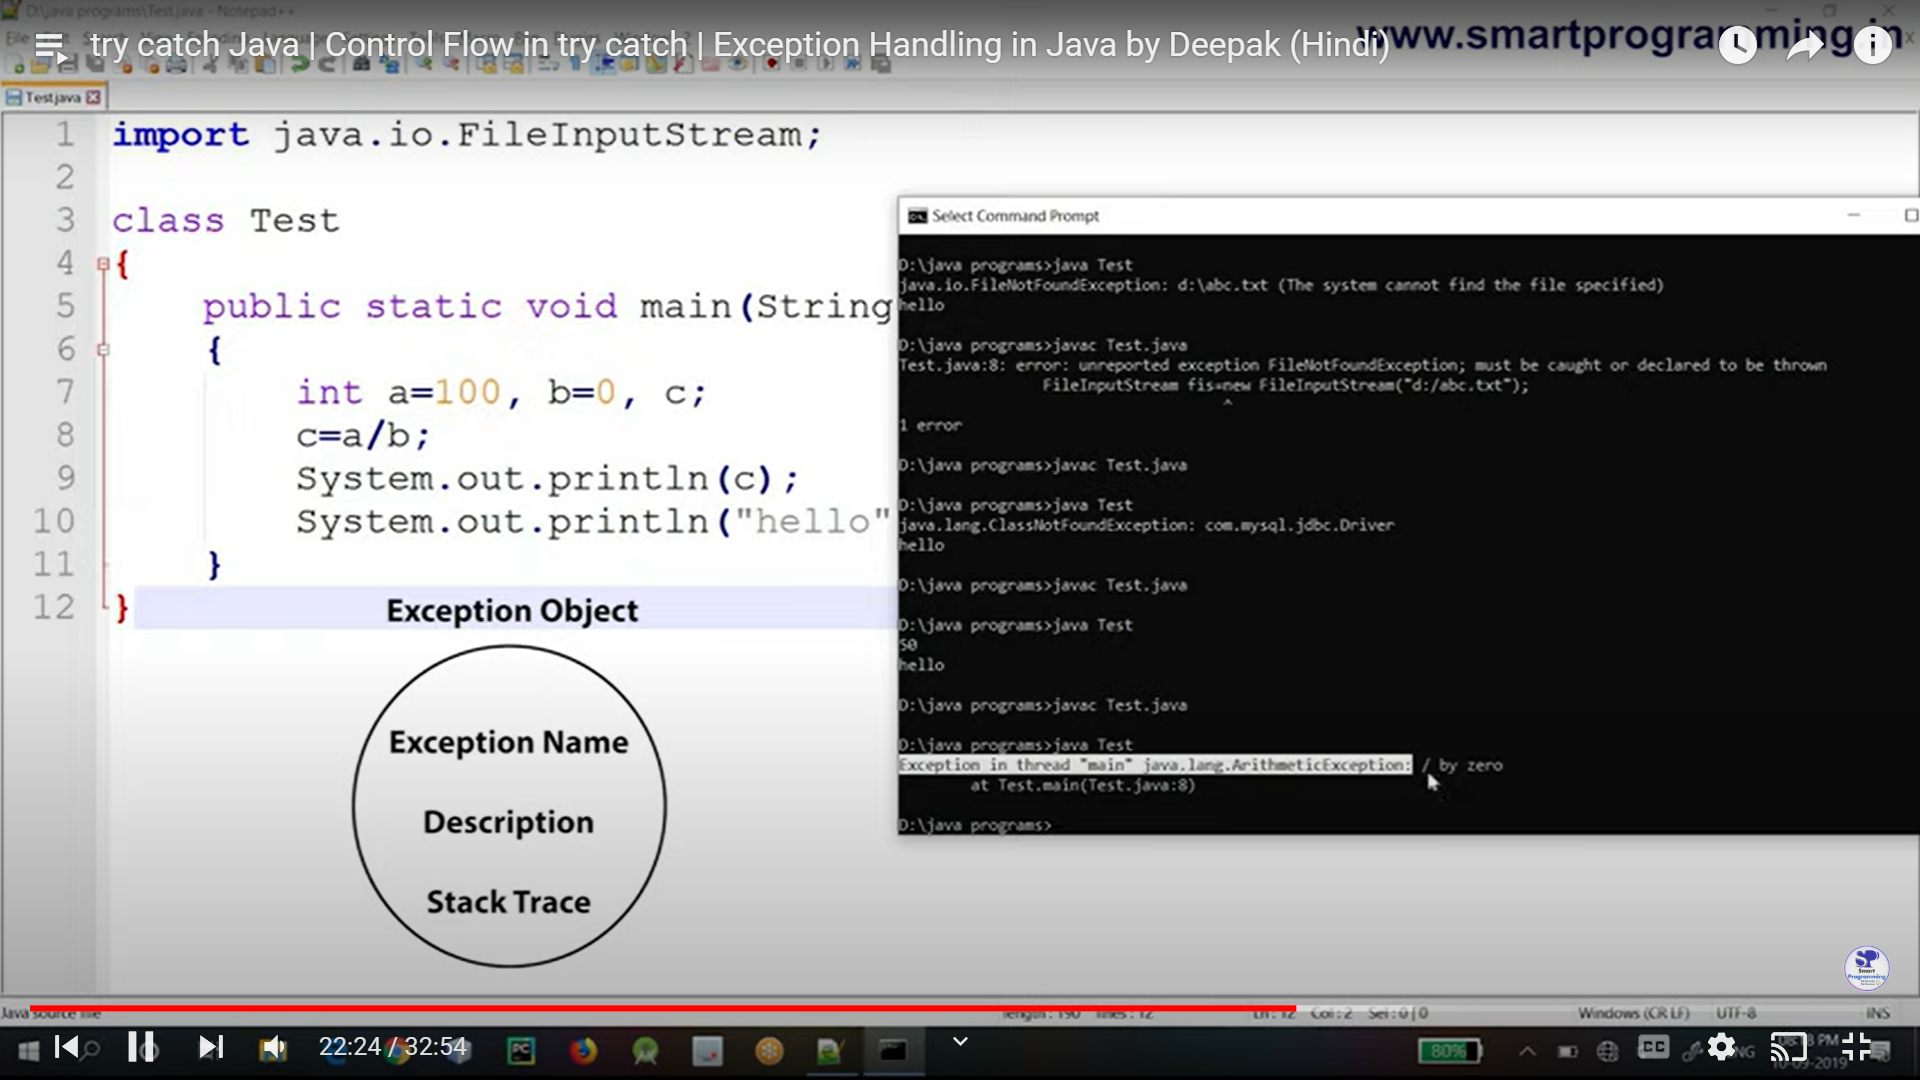 D:\java programs\Test.java - Notepad++
try catch Java | Control Flow in try catch | Exception Handling in Java by Deepak (Hindi)
www.smartprogramming.in
Test.java
1 import java.io.FileInputStream;
2
3 class Test
4 {
5 public static void main(String
6 {
7 int a=100, b=0, c;
8 c=a/b;
9 System.out.println(c);
10 System.out.println("hello"
11 }
12 }
Exception Object
Exception Name
Description
Stack Trace
Select Command Prompt
D:\java programs>java Test
java.io.FileNotFoundException: d:\abc.txt (The system cannot find the file specified)
hello
D:\java programs>javac Test.java
Test.java:8: error: unreported exception FileNotFoundException; must be caught or declared to be thrown
FileInputStream fis=new FileInputStream("d:/abc.txt");
^
1 error
D:\java programs>javac Test.java
D:\java programs>java Test
java.lang.ClassNotFoundException: com.mysql.jdbc.Driver
hello
D:\java programs>javac Test.java
D:\java programs>java Test
50
hello
D:\java programs>javac Test.java
D:\java programs>java Test
Exception in thread "main" java.lang.ArithmeticException: / by zero
at Test.main(Test.java:8)
D:\java programs>
SP
Smart
Programming
Java source file
length : 190 lines : 12
Ln : 12 Col : 2 Sel : 0 | 0
Windows (CR LF)
UTF-8
INS
22:24 / 32:54
PC
80%
CC
PM
10-09-2019